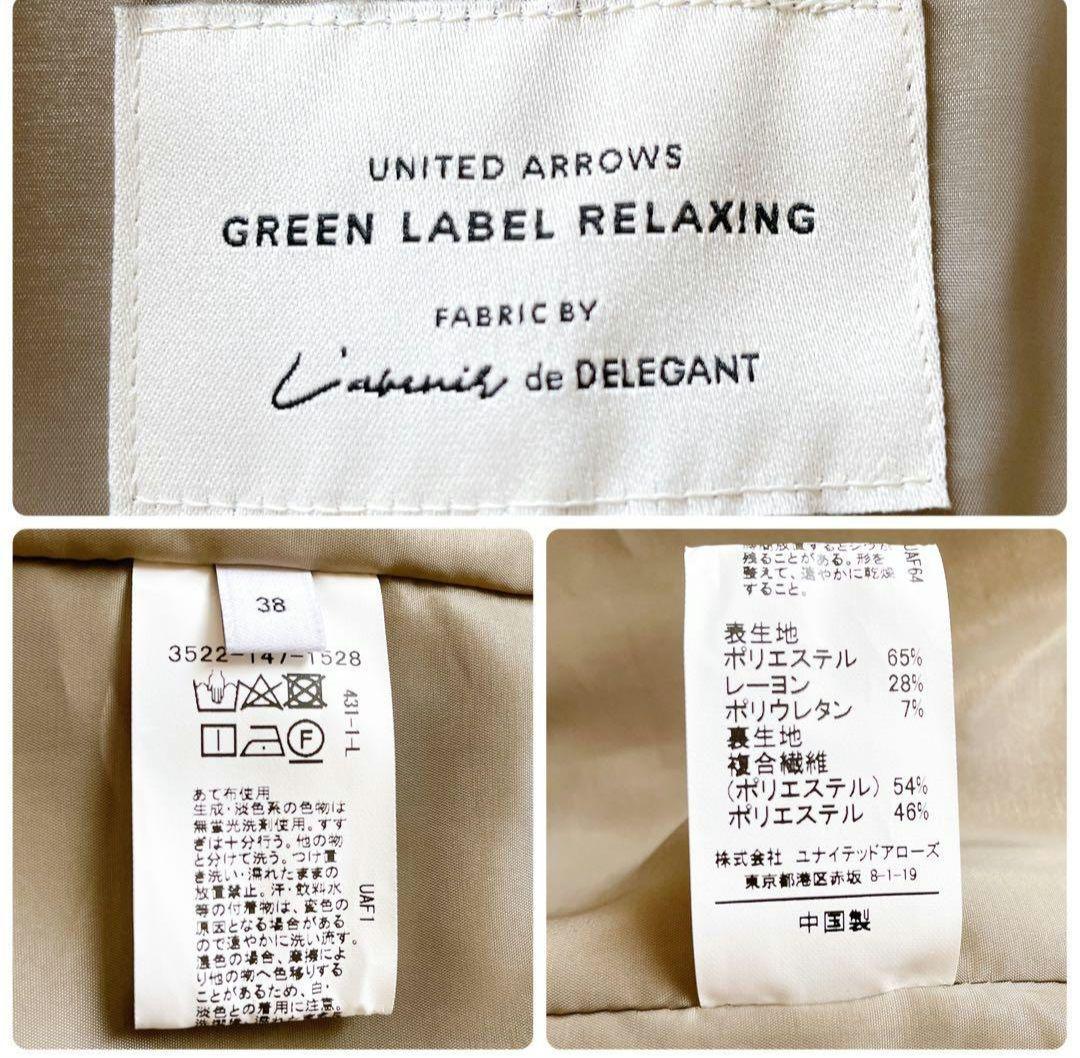 UNITED ARROWS
GREEN LABEL RELAXING
FABRIC BY
L'abenir de DELEGANT
38
3522-147-1528
431-1-L
F
あて布使用
生成・淡色系の色物は
無蛍光洗剤使用。すす
ぎは十分行う。他の物
と分けて洗う。つけ置
き洗い・濡れたままの
放置禁止。汗・飲料水
等の付着物は、変色の
原因となる場合がある
ので速やかに洗い流す。
濃色の場合、摩擦によ
り他の物へ色移りする
ことがあるため、白・
淡色との着用に注意。
UAF1
残ることがある。形を
整えて、速やかに乾燥
すること。
UAF64
表生地
ポリエステル 65%
レーヨン 28%
ポリウレタン 7%
裏生地
複合繊維
(ポリエステル) 54%
ポリエステル 46%
株式会社 ユナイテッドアローズ
東京都港区赤坂 8-1-19
中国製